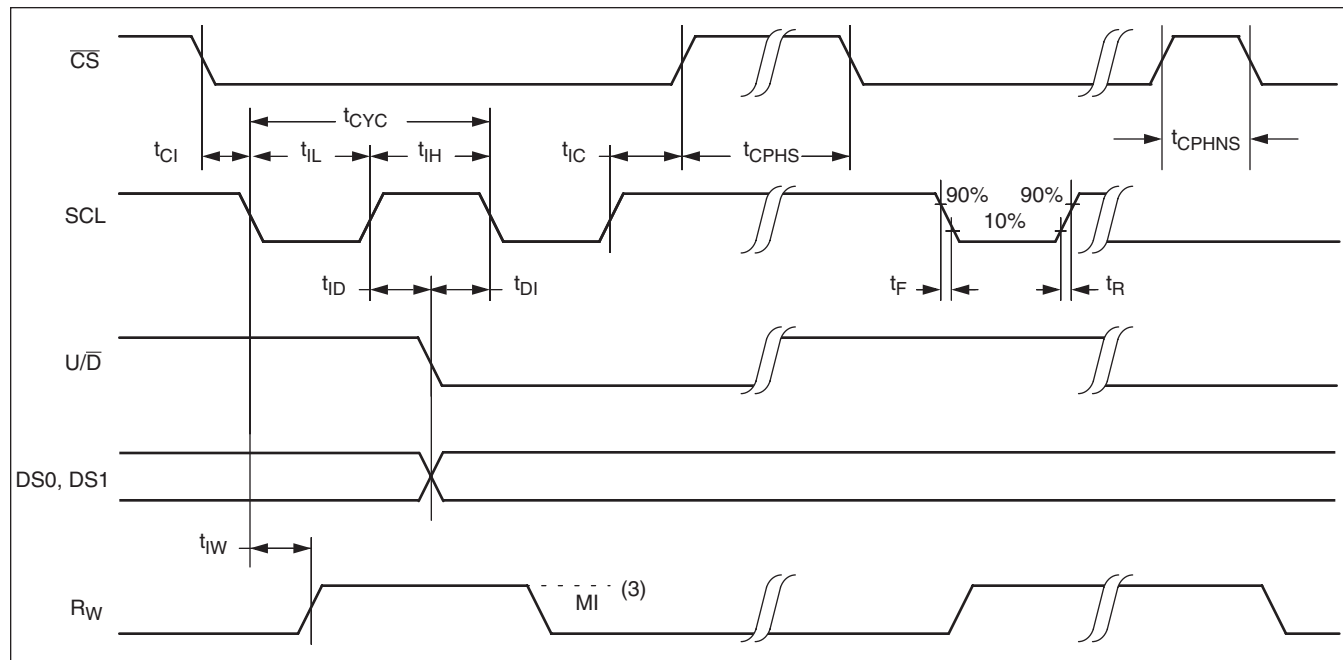 CS
tCYC
tCI
tIL
tIH
tIC
tCPHS
tCPHNS
SCL
90%
90%
10%
tID
tDI
tF
tR
U/D
DS0, DS1
tIW
RW
MI
(3)